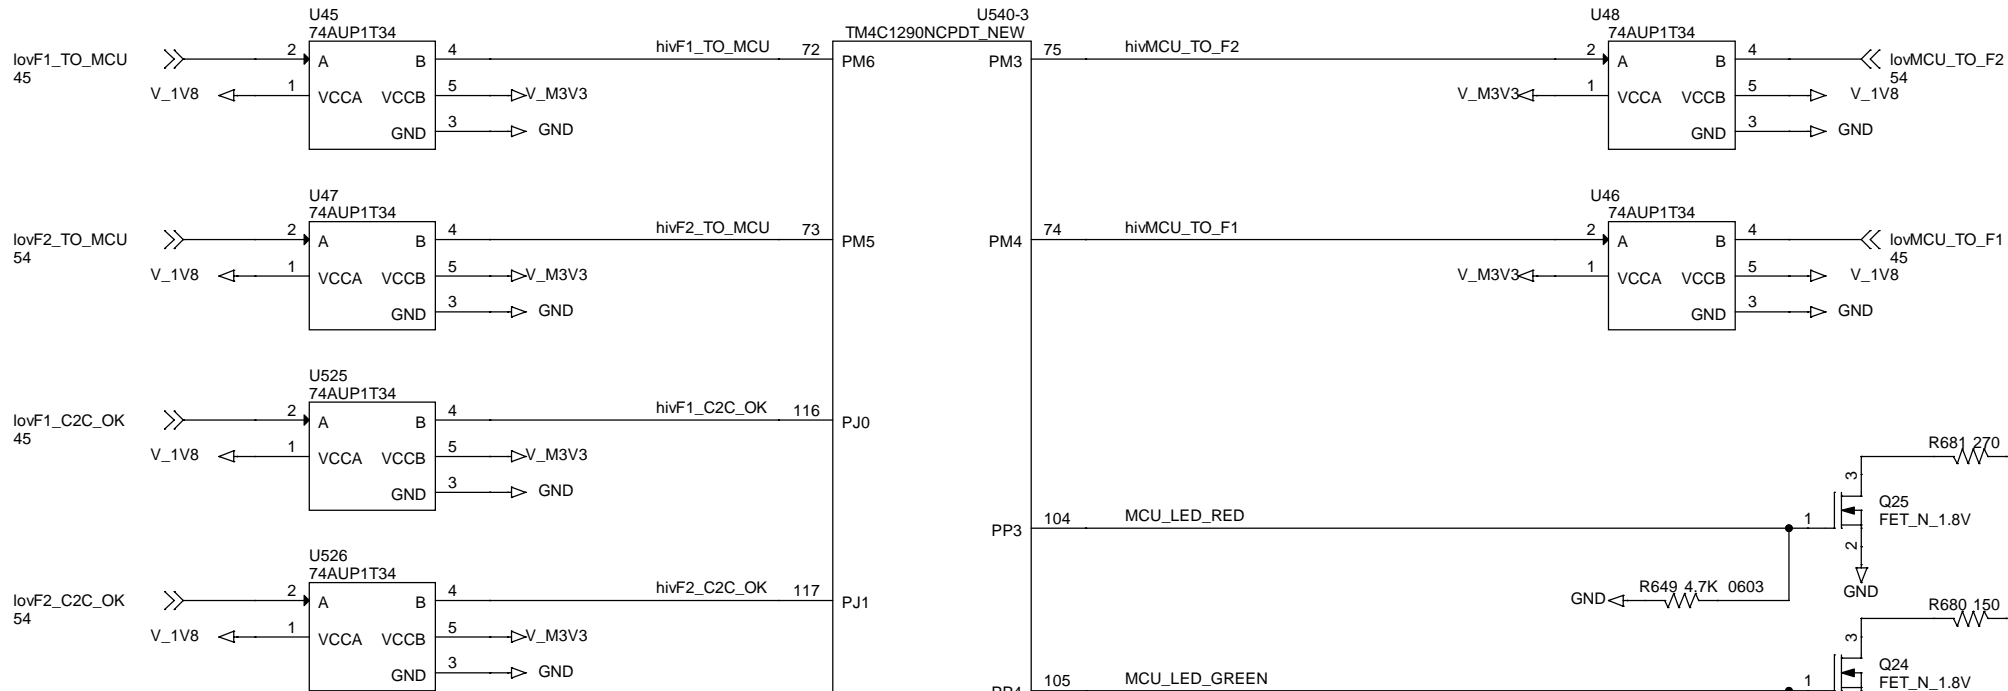 U45
74AUP1T34
lovF1_TO_MCU
45
2
A
B
4
V_1V8
1
VCCA
VCCB
5
V_M3V3
GND
3
GND
hivF1_TO_MCU
72
U47
74AUP1T34
lovF2_TO_MCU
54
2
A
B
4
V_1V8
1
VCCA
VCCB
5
V_M3V3
GND
3
GND
hivF2_TO_MCU
73
U525
74AUP1T34
lovF1_C2C_OK
45
2
A
B
4
V_1V8
1
VCCA
VCCB
5
V_M3V3
GND
3
GND
hivF1_C2C_OK
116
U526
74AUP1T34
lovF2_C2C_OK
54
2
A
B
4
V_1V8
1
VCCA
VCCB
5
V_M3V3
GND
3
GND
hivF2_C2C_OK
117
U540-3
TM4C1290NCPDT_NEW
PM6
PM3
PM5
PM4
PJ0
PP3
PJ1
PP4
75
hivMCU_TO_F2
U48
74AUP1T34
2
A
B
4
lovMCU_TO_F2
54
V_M3V3
1
VCCA
VCCB
5
V_1V8
GND
3
GND
74
hivMCU_TO_F1
U46
74AUP1T34
2
A
B
4
lovMCU_TO_F1
45
V_M3V3
1
VCCA
VCCB
5
V_1V8
GND
3
GND
R681 270
3
104
MCU_LED_RED
1
Q25
FET_N_1.8V
2
GND
GND
R649 4.7K 0603
R680 150
3
105
MCU_LED_GREEN
1
Q24
FET_N_1.8V